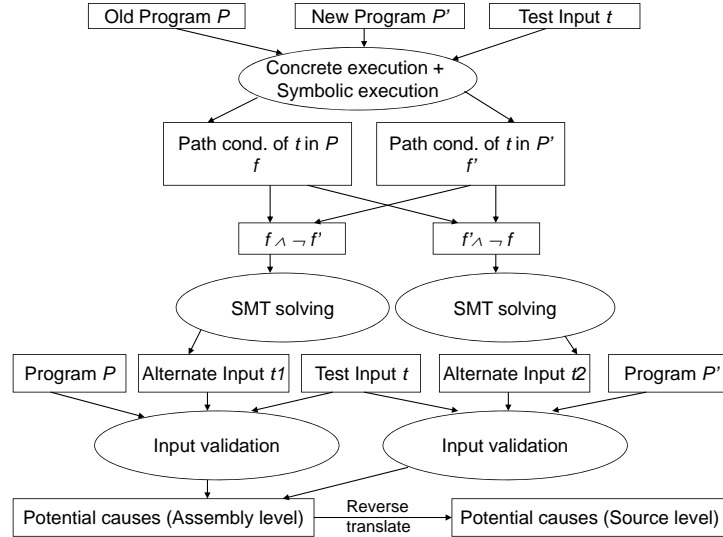 Old Program P
New Program P'
Test Input t
Concrete execution +
Symbolic execution
Path cond. of t in P
f
Path cond. of t in P'
f'
f ∧ ¬ f'
f' ∧ ¬ f
SMT solving
SMT solving
Program P
Alternate Input t1
Test Input t
Alternate Input t2
Program P'
Input validation
Input validation
Potential causes (Assembly level)
Reverse
translate
Potential causes (Source level)